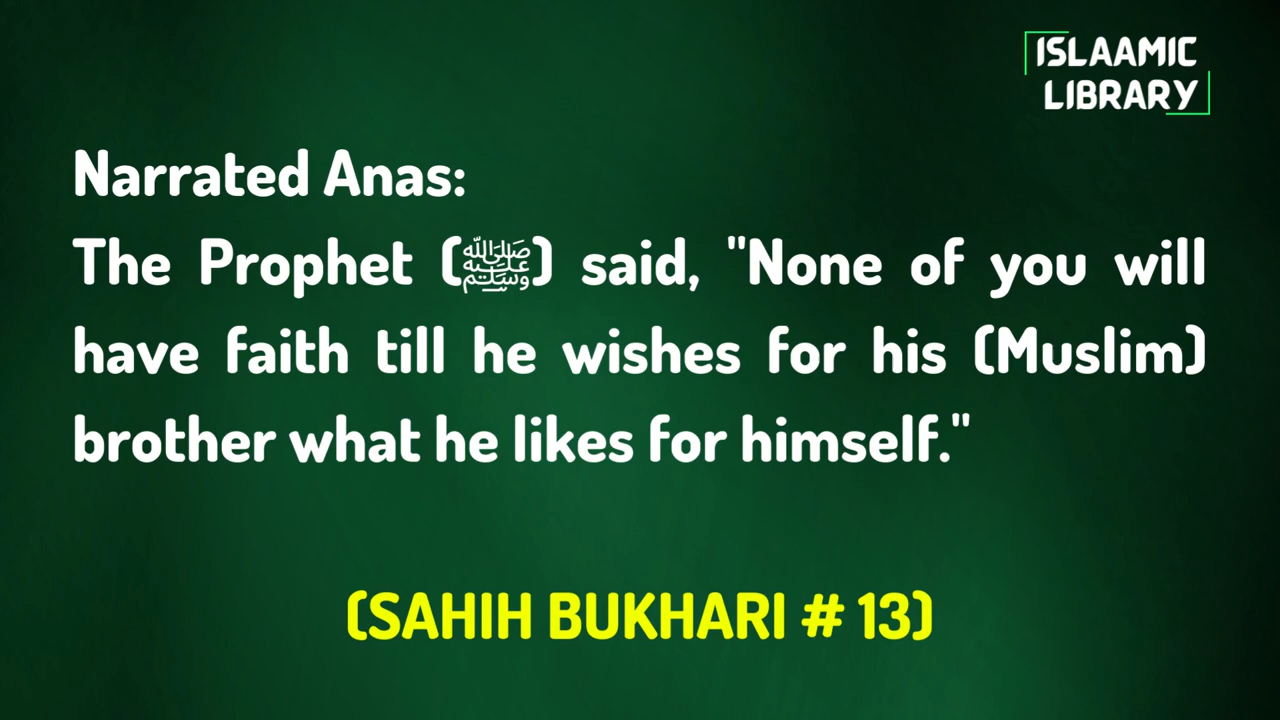 ISLAAMIC
LIBRARY
Narrated Anas:
The Prophet (ﷺ) said, "None of you will
have faith till he wishes for his (Muslim)
brother what he likes for himself."
(SAHIH BUKHARI # 13)